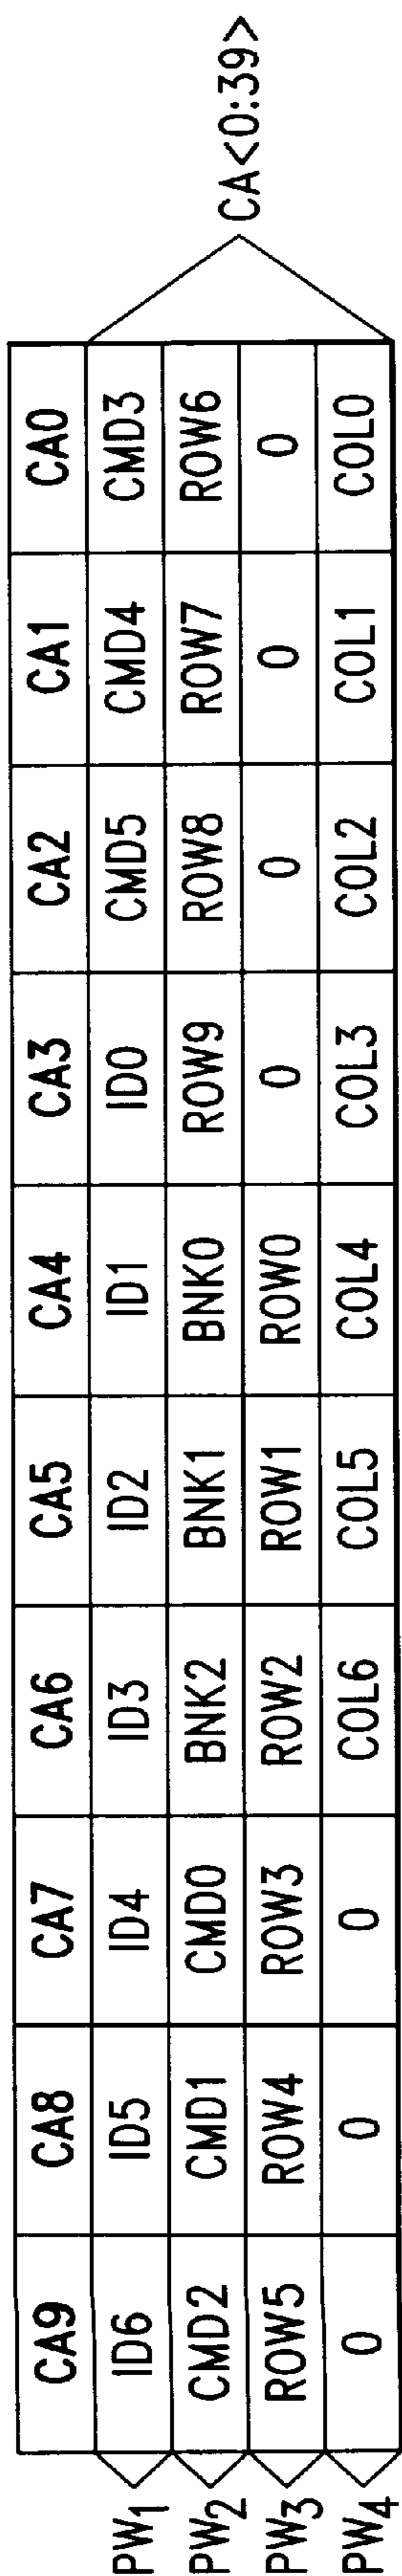 CA9 CA8 CA7 CA6 CA5 CA4 CA3 CA2 CA1 CA0
PW1 ID6 ID5 ID4 ID3 ID2 ID1 ID0 CMD5 CMD4 CMD3
PW2 CMD2 CMD1 CMD0 BNK2 BNK1 BNK0 ROW9 ROW8 ROW7 ROW6
PW3 ROW5 ROW4 ROW3 ROW2 ROW1 ROW0 0 0 0 0
PW4 0 0 0 COL6 COL5 COL4 COL3 COL2 COL1 COL0
CA<0:39>